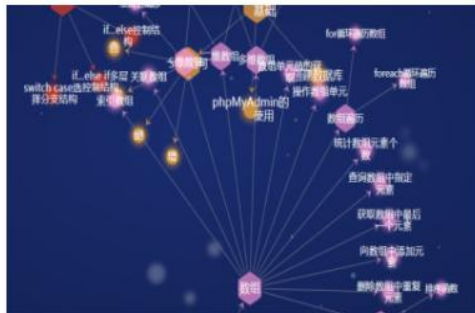 基础
if...else控制结
构
switch case选
择分支结构
if...else if多层
控制结构
关联数组
索引数组
phpMyAdmin的
使用
操作数组单元
for循环遍历数组
foreach循环遍历
数组
数组遍历
统计数组元素个
数
查询数组中指定
元素
获取数组中最后
一个元素
向数组中添加元
素
删除数组中重复
元素
排序函数
数组